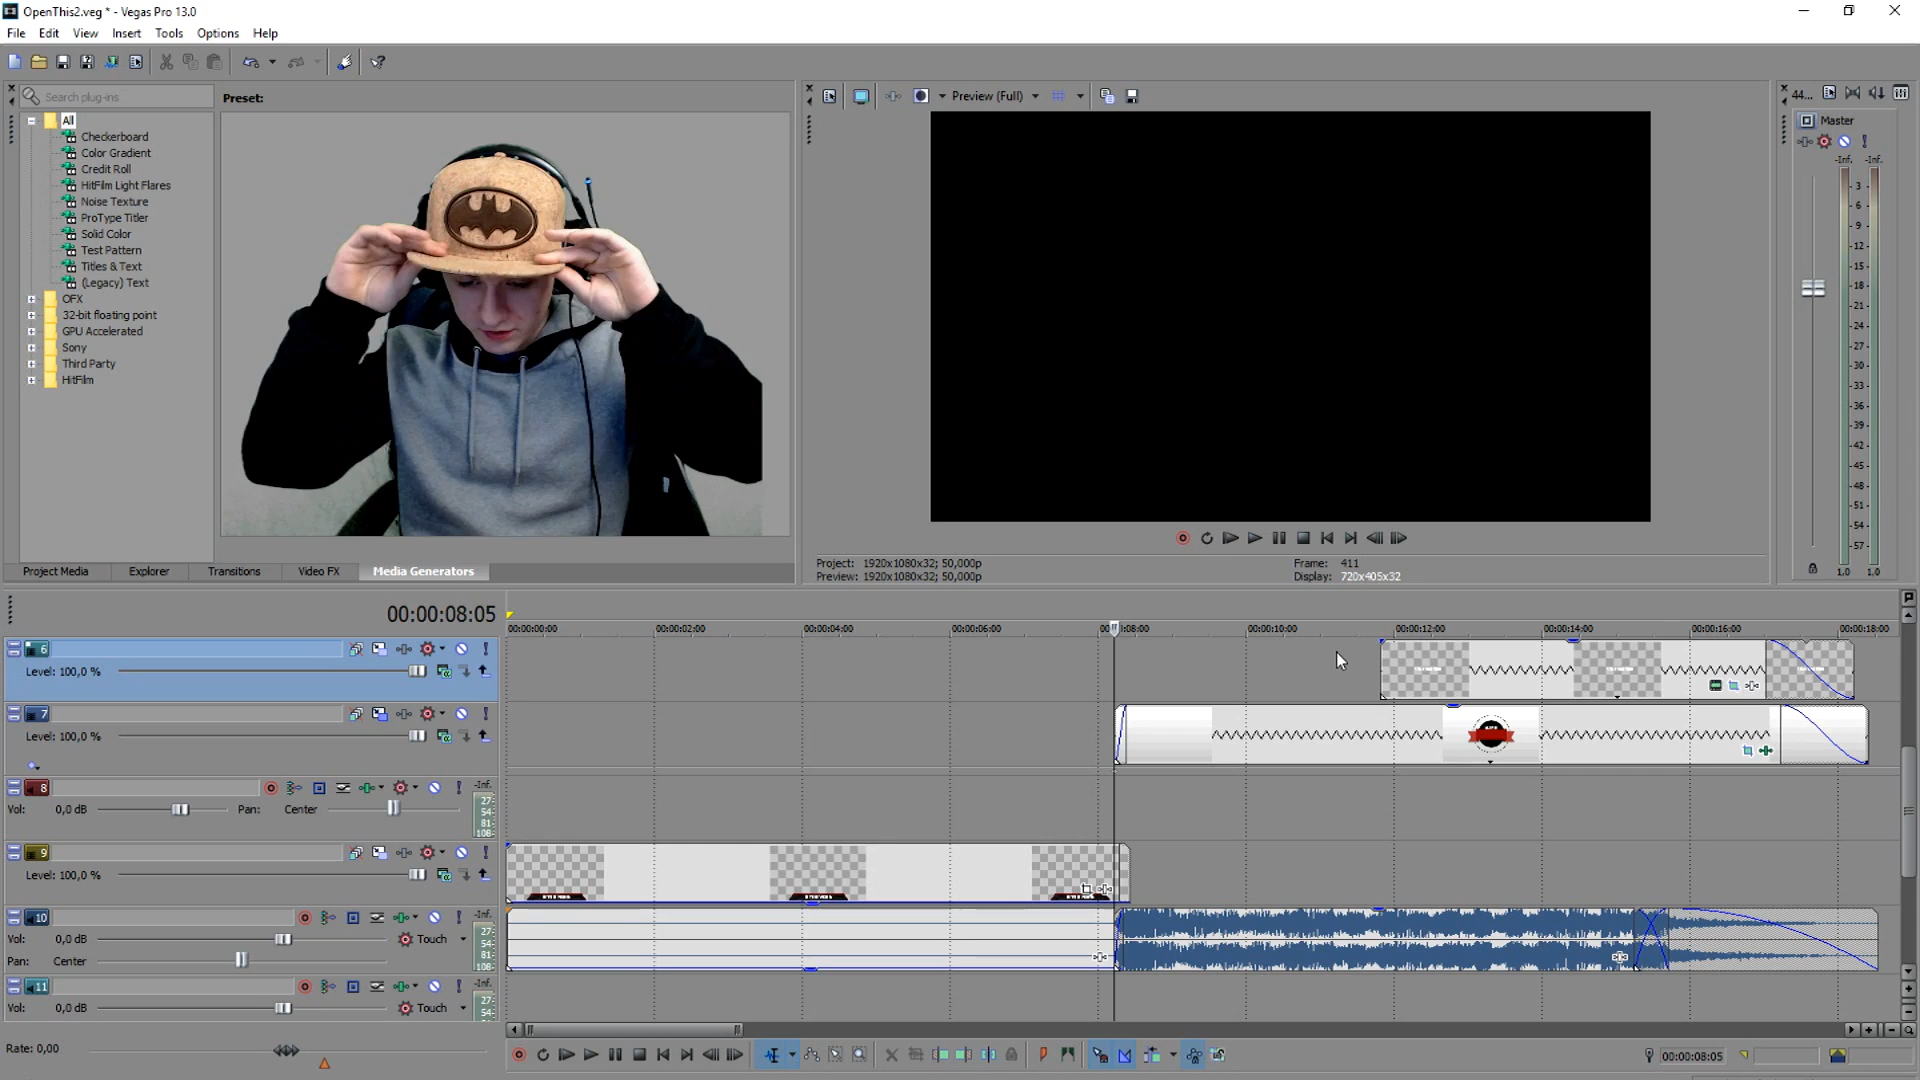 OpenThis2.veg * - Vegas Pro 13.0
File Edit View Insert Tools Options Help
Search plug-ins
Preset:
All
Checkerboard
Color Gradient
Credit Roll
HitFilm Light Flares
Noise Texture
ProType Titler
Solid Color
Test Pattern
Titles & Text
(Legacy) Text
OFX
32-bit floating point
GPU Accelerated
Sony
Third Party
HitFilm
Project Media Explorer Transitions Video FX Media Generators
Preview (Full)
Project: 1920x1080x32; 50,000p
Preview: 1920x1080x32; 50,000p
Frame: 411
Display: 720x405x32
44...
Master
-Inf. -Inf.
- 3 -
- 6 -
- 9 -
-12-
-15-
-18-
-21-
-24-
-27-
-30-
-33-
-36-
-39-
-42-
-45-
-48-
-51-
-54-
-57-
1,0 1,0
00:00:08:05
00:00:00:00 00:00:02:00 00:00:04:00 00:00:06:00 00:00:10:00 00:00:12:00 00:00:14:00 00:00:16:00 00:00:18:00
6
Level: 100,0 %
7
Level: 100,0 %
8
Vol: 0,0 dB Pan: Center
-Inf.
27-
54-
81-
108-
9
Level: 100,0 %
10
Vol: 0,0 dB Touch
Pan: Center
-Inf.
27-
54-
81-
108-
11
Vol: 0,0 dB Touch
-Inf.
27-
Rate: 0,00
00:00:08:05